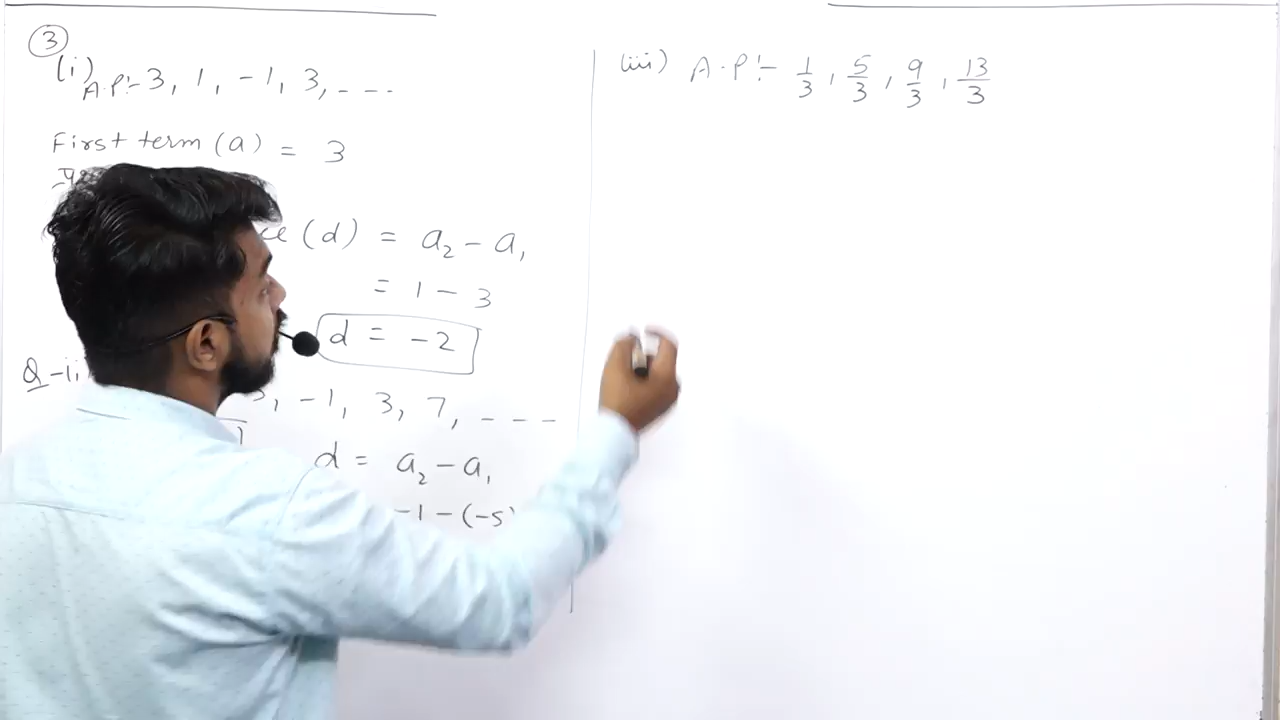 ③
(i) A.P:- 3, 1, -1, 3, - - -
First term (a) = 3
(d) = a₂ - a₁
= 1 - 3
d = -2
Q-ii
, -1, 3, 7, - - -
d = a₂ - a₁
-1 - (-5)
(iii) A.P:- 1/3, 5/3, 9/3, 13/3